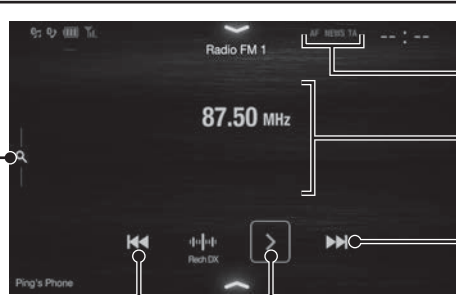 AF NEWS TA
-- : --
Radio FM 1
87.50 MHz
Rech DX
Ping's Phone